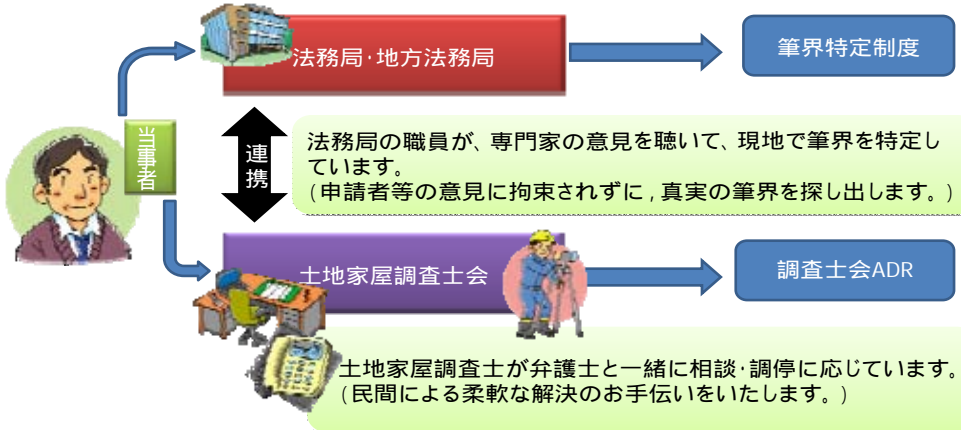 法務局・地方法務局
筆界特定制度
当事者
連携
法務局の職員が、専門家の意見を聴いて、現地で筆界を特定し
ています。
(申請者等の意見に拘束されずに,真実の筆界を探し出します。)
土地家屋調査士会
調査士会ADR
土地家屋調査士が弁護士と一緒に相談・調停に応じています。
(民間による柔軟な解決のお手伝いをいたします。)